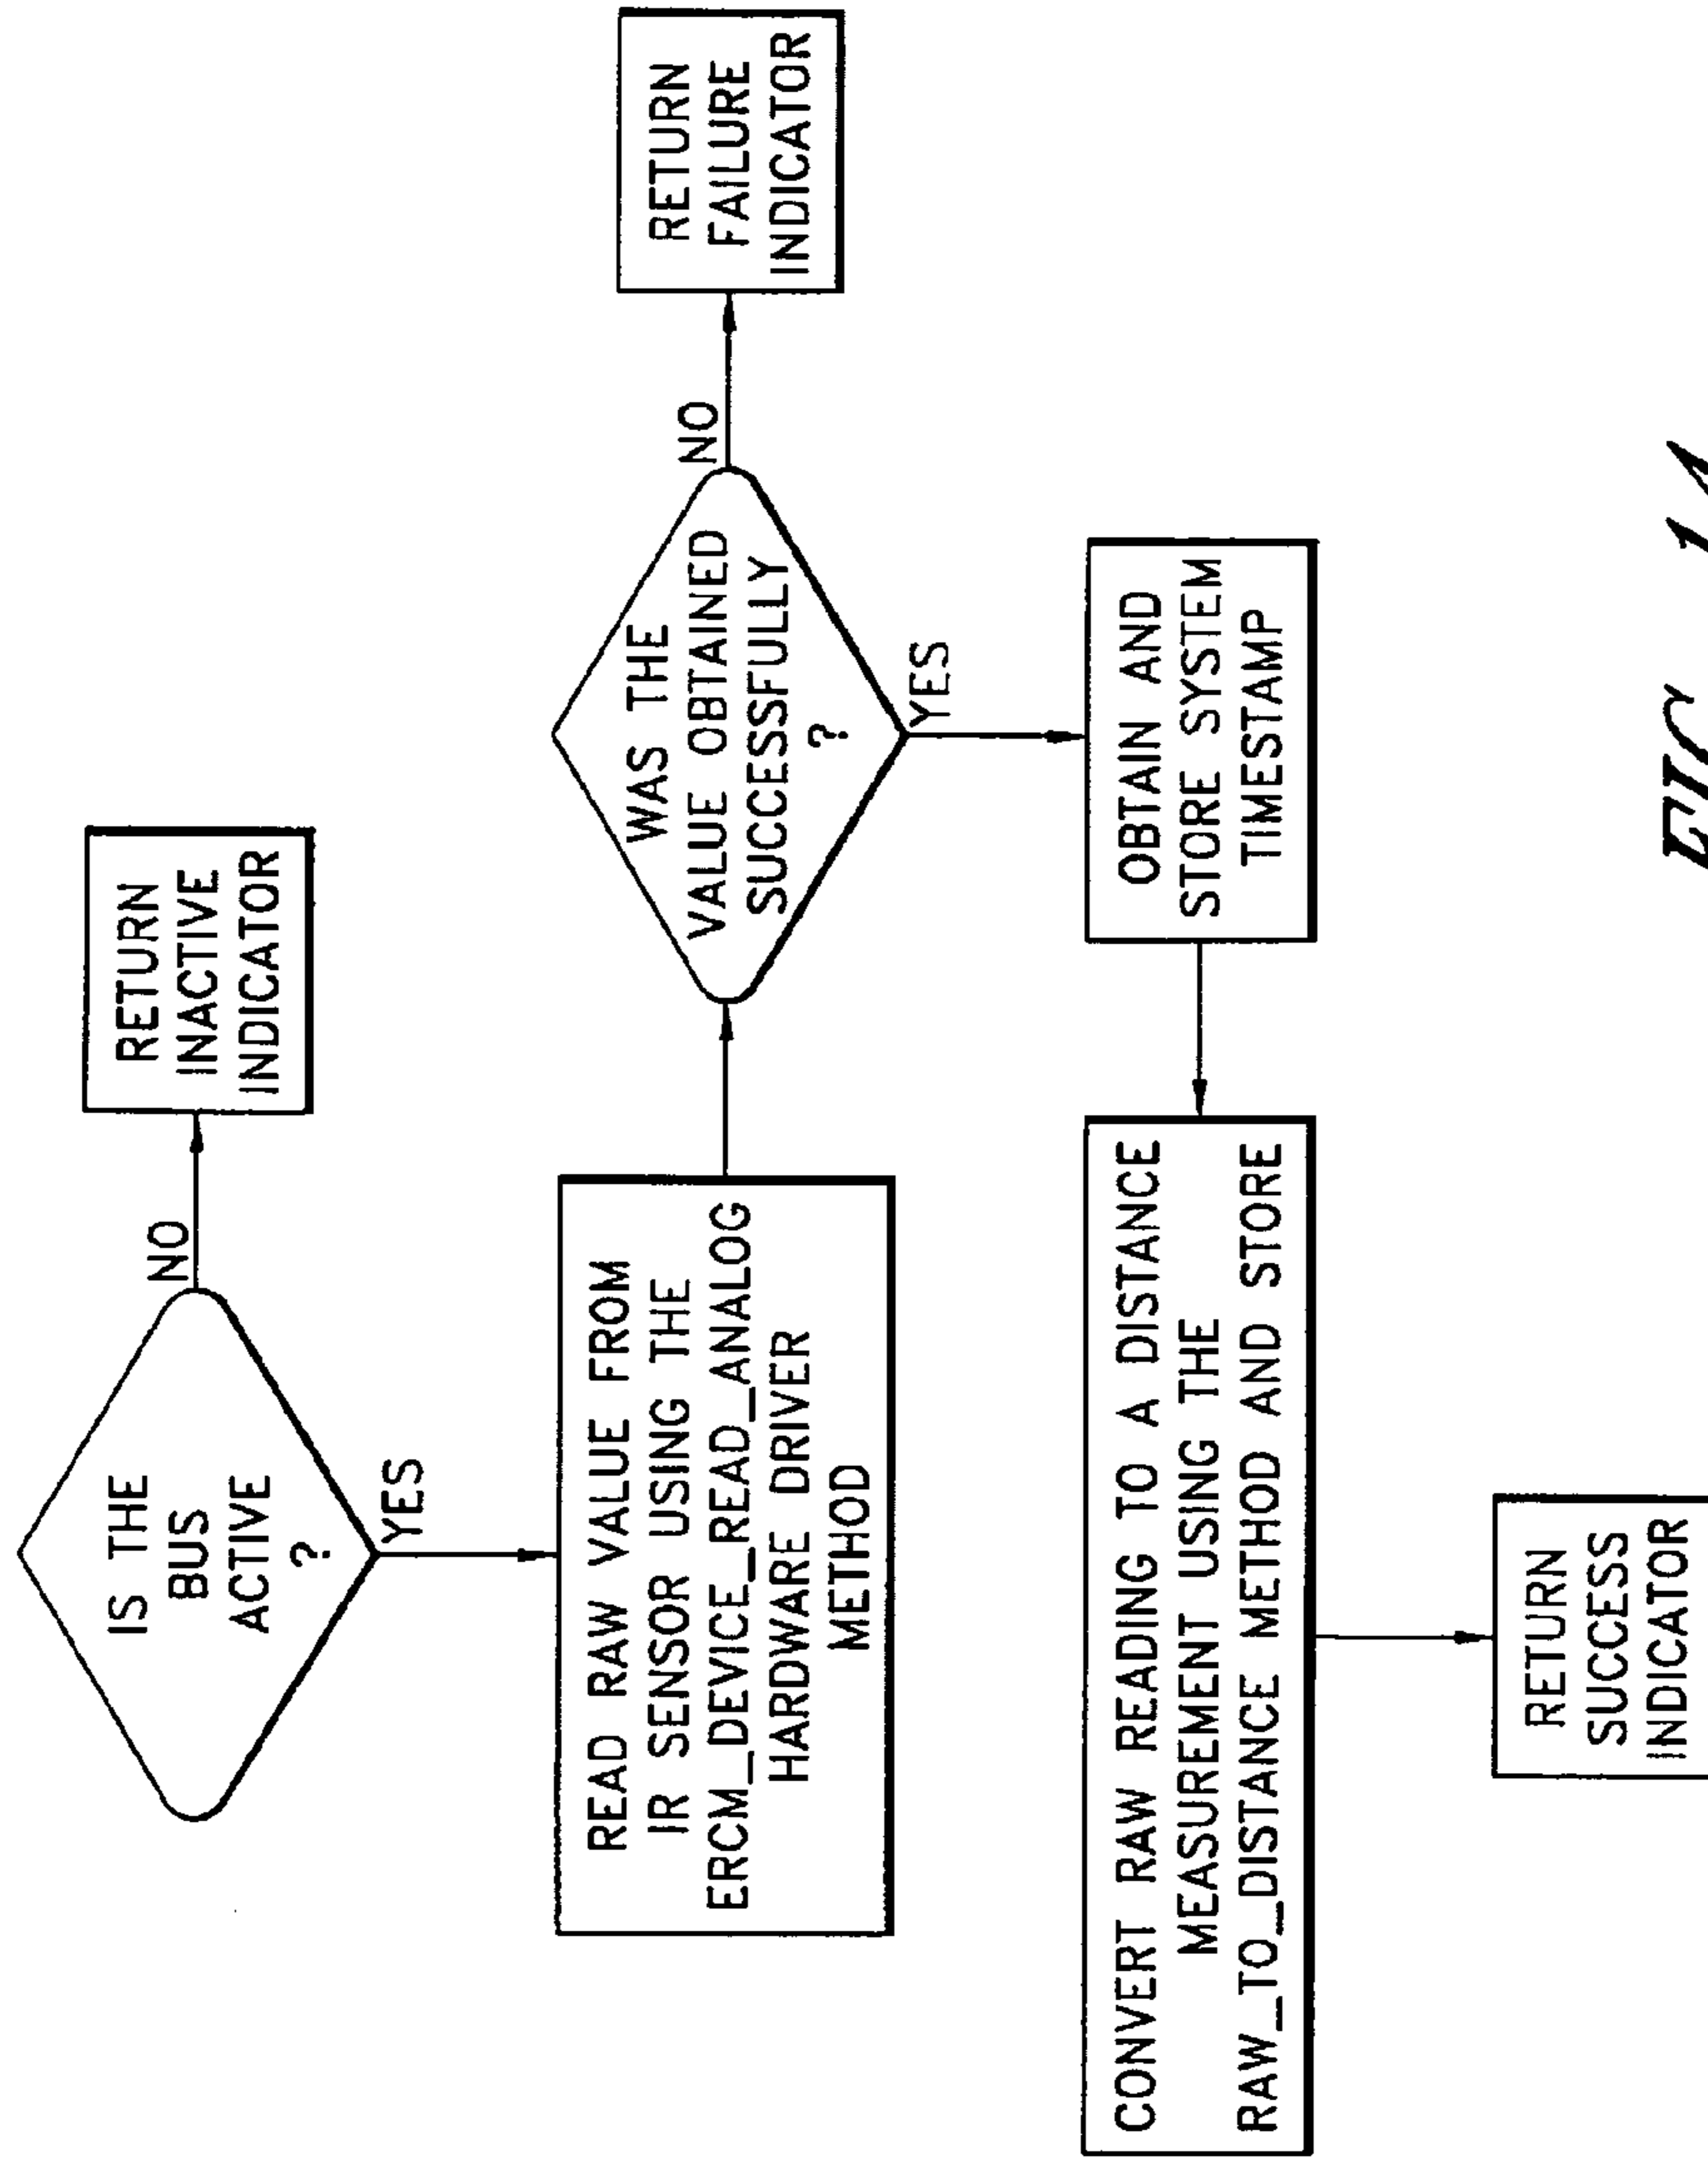 IS THE
BUS
ACTIVE
?
NO
RETURN
INACTIVE
INDICATOR
YES
READ RAW VALUE FROM
IR SENSOR USING THE
ERCM_DEVICE_READ_ANALOG
HARDWARE DRIVER
METHOD
WAS THE
VALUE OBTAINED
SUCCESSFULLY
?
NO
RETURN
FAILURE
INDICATOR
YES
OBTAIN AND
STORE SYSTEM
TIMESTAMP
CONVERT RAW READING TO A DISTANCE
MEASUREMENT USING THE
RAW_TO_DISTANCE METHOD AND STORE
RETURN
SUCCESS
INDICATOR
FIG. 14